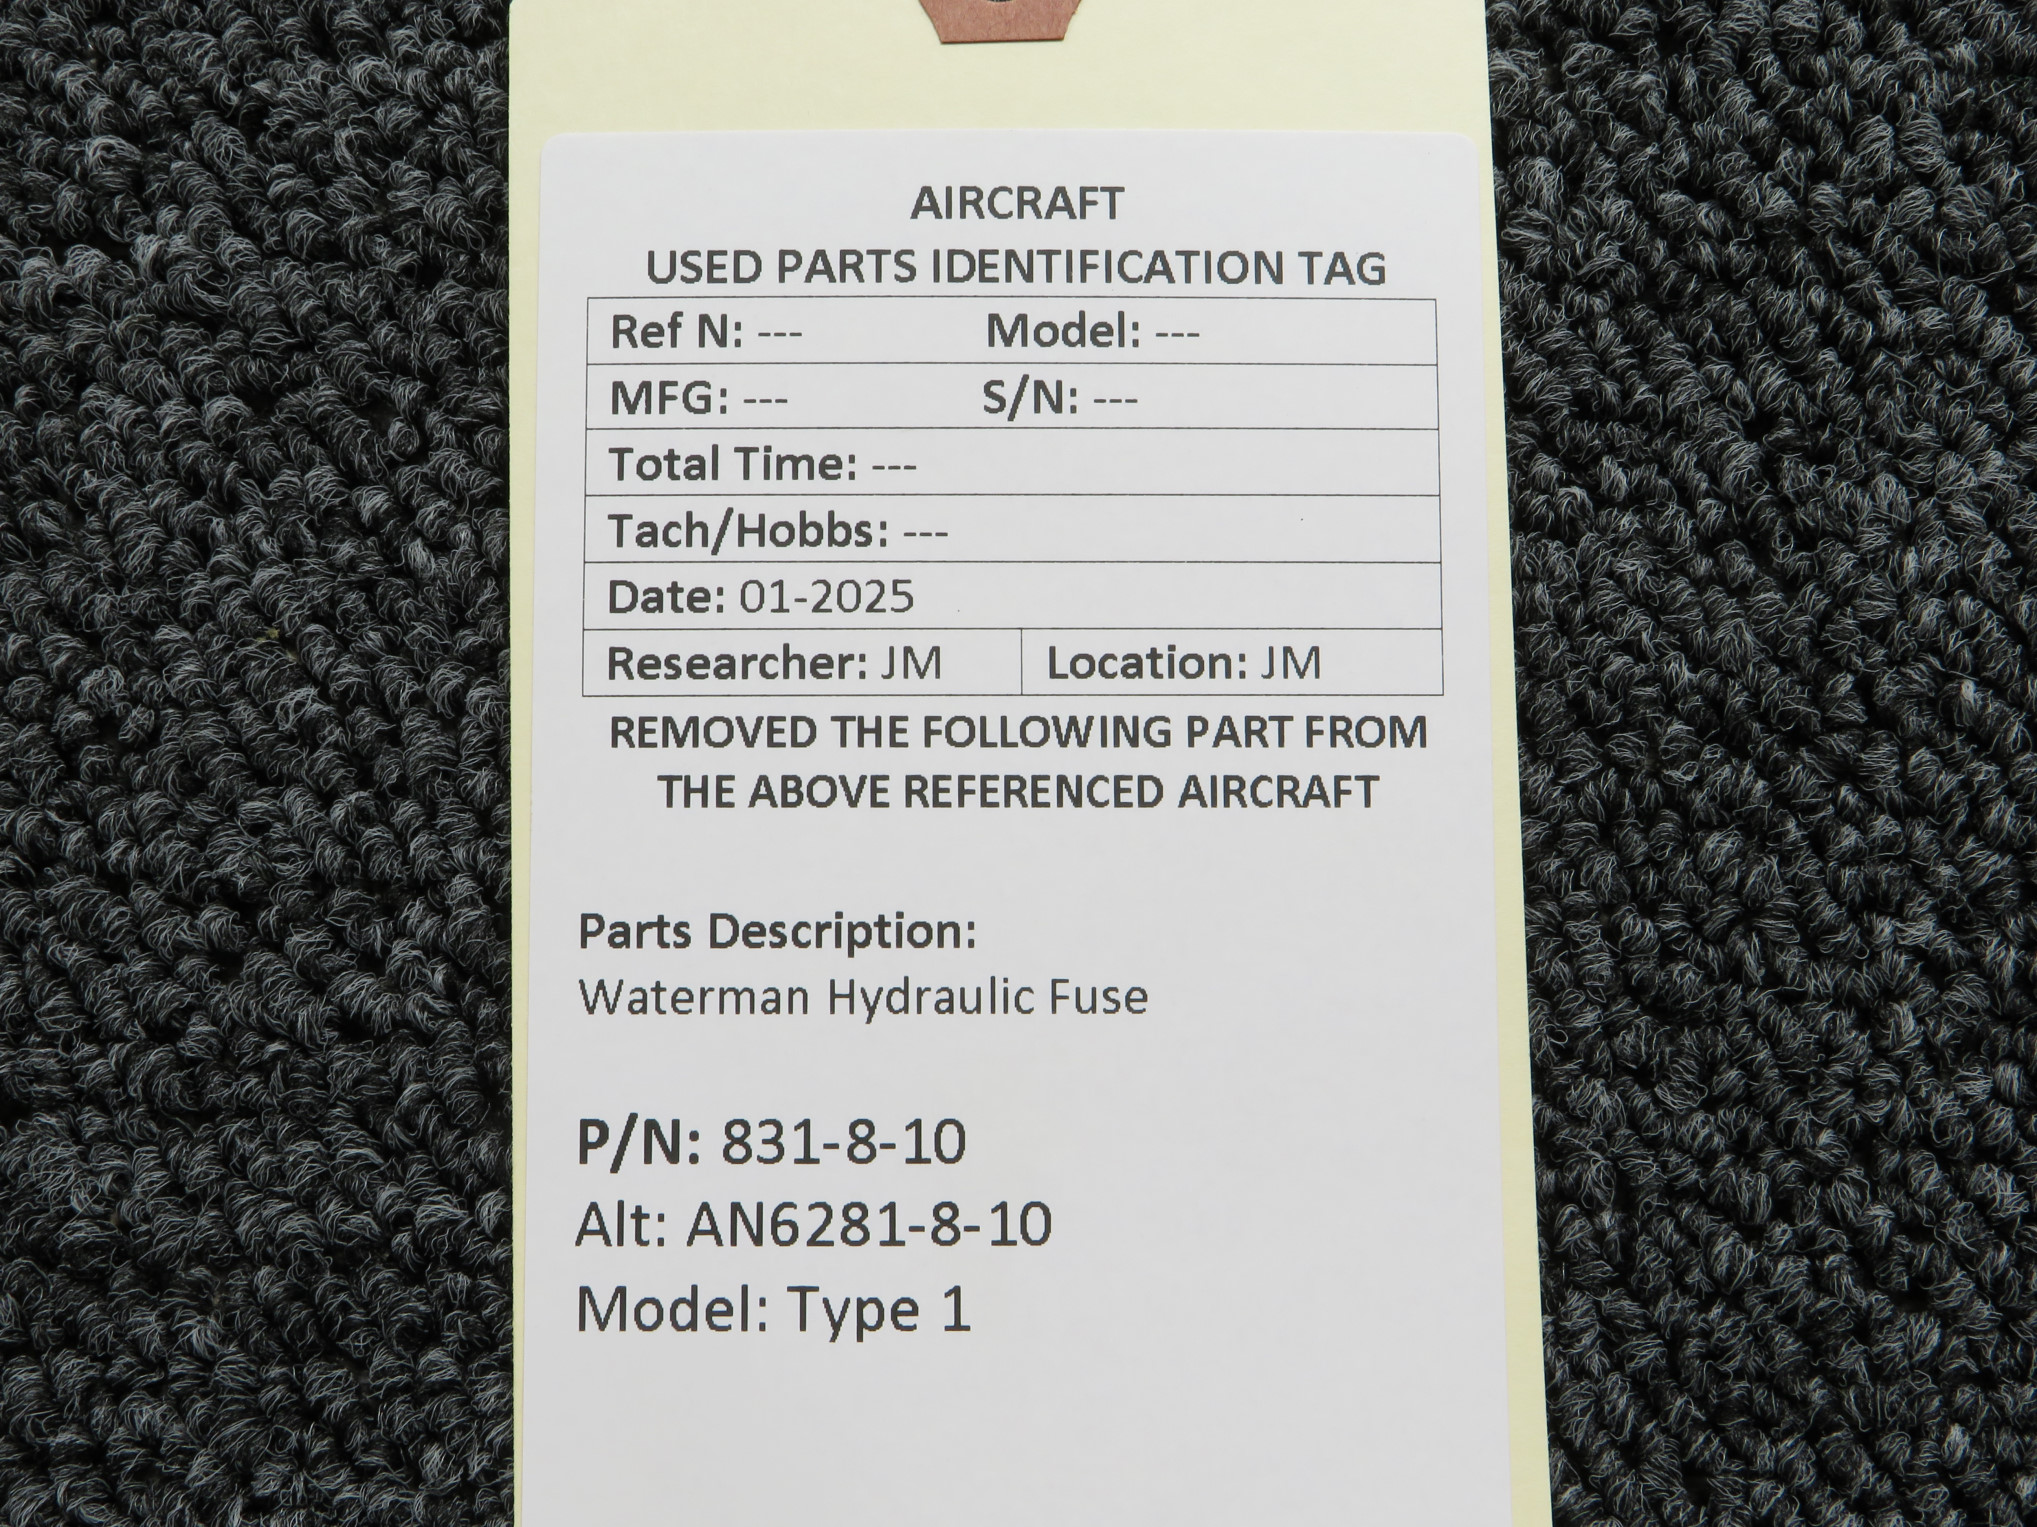 AIRCRAFT
USED PARTS IDENTIFICATION TAG
Ref N: --- Model: ---
MFG: --- S/N: ---
Total Time: ---
Tach/Hobbs: ---
Date: 01-2025
Researcher: JM Location: JM
REMOVED THE FOLLOWING PART FROM
THE ABOVE REFERENCED AIRCRAFT
Parts Description:
Waterman Hydraulic Fuse
P/N: 831-8-10
Alt: AN6281-8-10
Model: Type 1